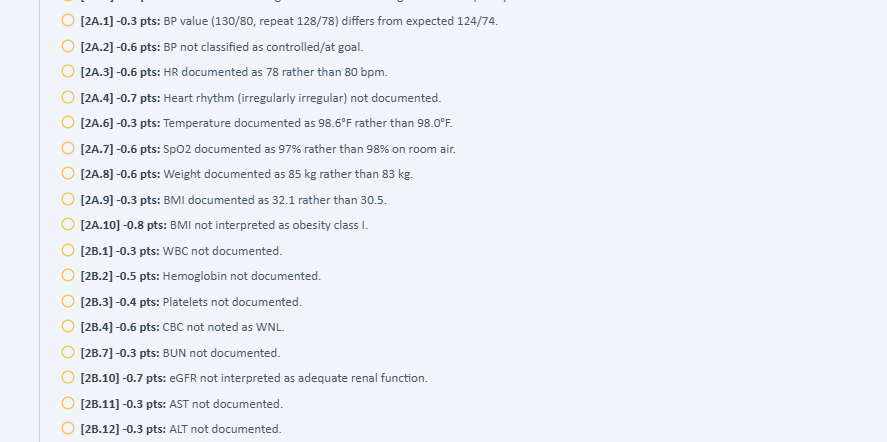 [2A.1] -0.3 pts: BP value (130/80, repeat 128/78) differs from expected 124/74.
[2A.2] -0.6 pts: BP not classified as controlled/at goal.
[2A.3] -0.6 pts: HR documented as 78 rather than 80 bpm.
[2A.4] -0.7 pts: Heart rhythm (irregularly irregular) not documented.
[2A.6] -0.3 pts: Temperature documented as 98.6°F rather than 98.0°F.
[2A.7] -0.6 pts: SpO2 documented as 97% rather than 98% on room air.
[2A.8] -0.6 pts: Weight documented as 85 kg rather than 83 kg.
[2A.9] -0.3 pts: BMI documented as 32.1 rather than 30.5.
[2A.10] -0.8 pts: BMI not interpreted as obesity class I.
[2B.1] -0.3 pts: WBC not documented.
[2B.2] -0.5 pts: Hemoglobin not documented.
[2B.3] -0.4 pts: Platelets not documented.
[2B.4] -0.6 pts: CBC not noted as WNL.
[2B.7] -0.3 pts: BUN not documented.
[2B.10] -0.7 pts: eGFR not interpreted as adequate renal function.
[2B.11] -0.3 pts: AST not documented.
[2B.12] -0.3 pts: ALT not documented.